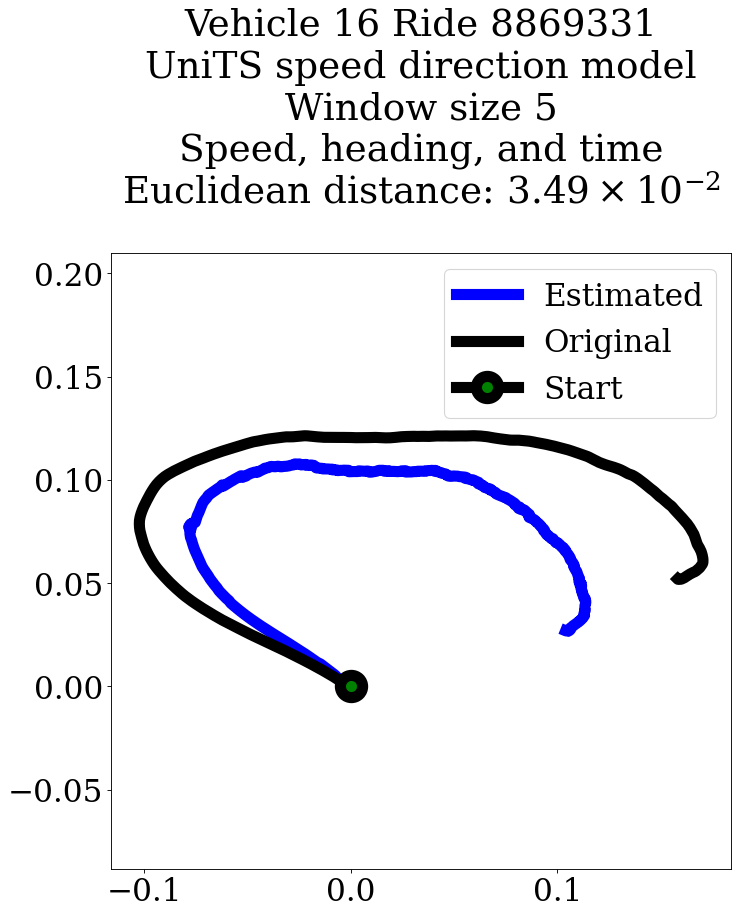 Vehicle 16 Ride 8869331
UniTS speed direction model
Window size 5
Speed, heading, and time
Euclidean distance: 3.49 × 10⁻²
Estimated
Original
Start
0.20
0.15
0.10
0.05
0.00
−0.05
−0.1 0.0 0.1